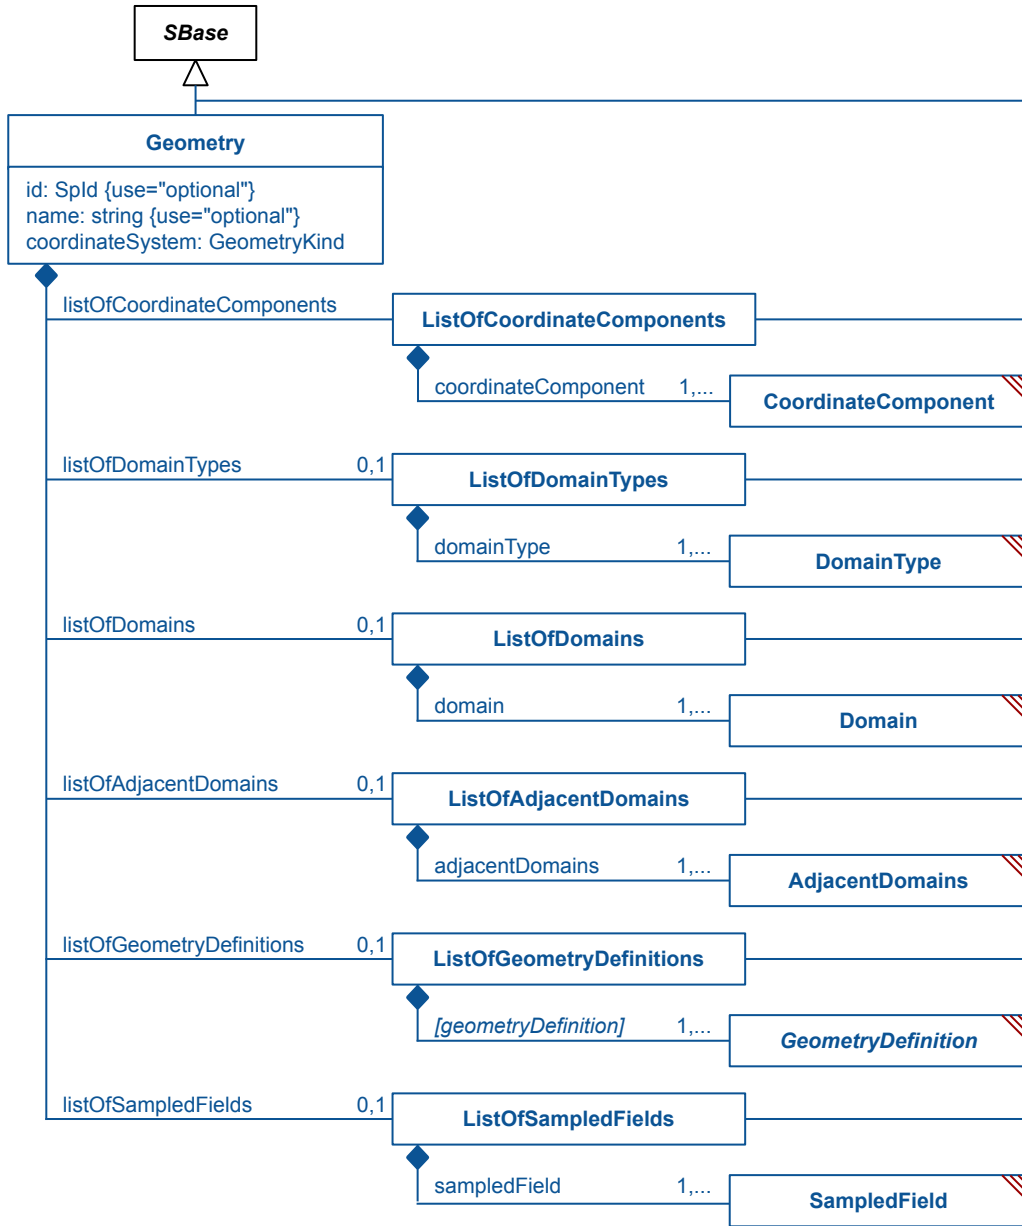 SBase
Geometry
id: SpId {use="optional"}
name: string {use="optional"}
coordinateSystem: GeometryKind
listOfCoordinateComponents
ListOfCoordinateComponents
coordinateComponent 1,...
CoordinateComponent
listOfDomainTypes 0,1
ListOfDomainTypes
domainType 1,...
DomainType
listOfDomains 0,1
ListOfDomains
domain 1,...
Domain
listOfAdjacentDomains 0,1
ListOfAdjacentDomains
adjacentDomains 1,...
AdjacentDomains
listOfGeometryDefinitions 0,1
ListOfGeometryDefinitions
[geometryDefinition] 1,...
GeometryDefinition
listOfSampledFields 0,1
ListOfSampledFields
sampledField 1,...
SampledField